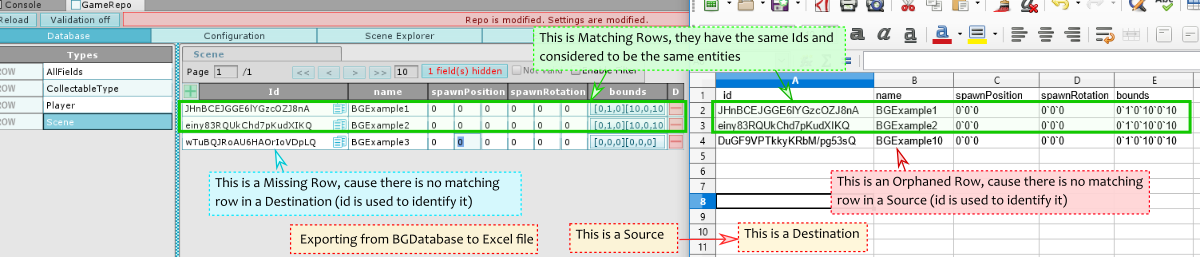 Console
GameRepo
Reload
Validation off
Repo is modified. Settings are modified.
Database
Configuration
Scene Explorer
Types
ROW
AllFields
ROW
CollectableType
ROW
Player
ROW
Scene
Scene
Page 1 /1
<< < > >> 10
1 field(s) hidden
Enable Filter
Id name spawnPosition spawnRotation bounds D
JHnBCEJGGE6lYGzcOZJ8nA BGExample1 0 0 0 0 0 0 [0,1,0][10,0,10
einy83RQUkChd7pKudXIKQ BGExample2 0 0 0 0 0 0 [0,1,0][10,0,10
wTuBQJRoAU6HAOrIoVDpLQ BGExample3 0 0 0 0 0 0 [0,0,0][0,0,0]
This is Matching Rows, they have the same Ids and
considered to be the same entities
This is a Missing Row, cause there is no matching
row in a Destination (id is used to identify it)
Exporting from BGDatabase to Excel file
This is a Source
This is a Destination
A B C D E
1 id name spawnPosition spawnRotation bounds
2 JHnBCEJGGE6lYGzcOZJ8nA BGExample1 0`0`0 0`0`0 0`1`0`10`0`10
3 einy83RQUkChd7pKudXIKQ BGExample2 0`0`0 0`0`0 0`1`0`10`0`10
4 DuGF9VPTkkyKRbM/pg53sQ BGExample10 0`0`0 0`0`0 0`1`0`10`0`10
5
6
7
8
9
10
11
This is an Orphaned Row, cause there is no matching
row in a Source (id is used to identify it)